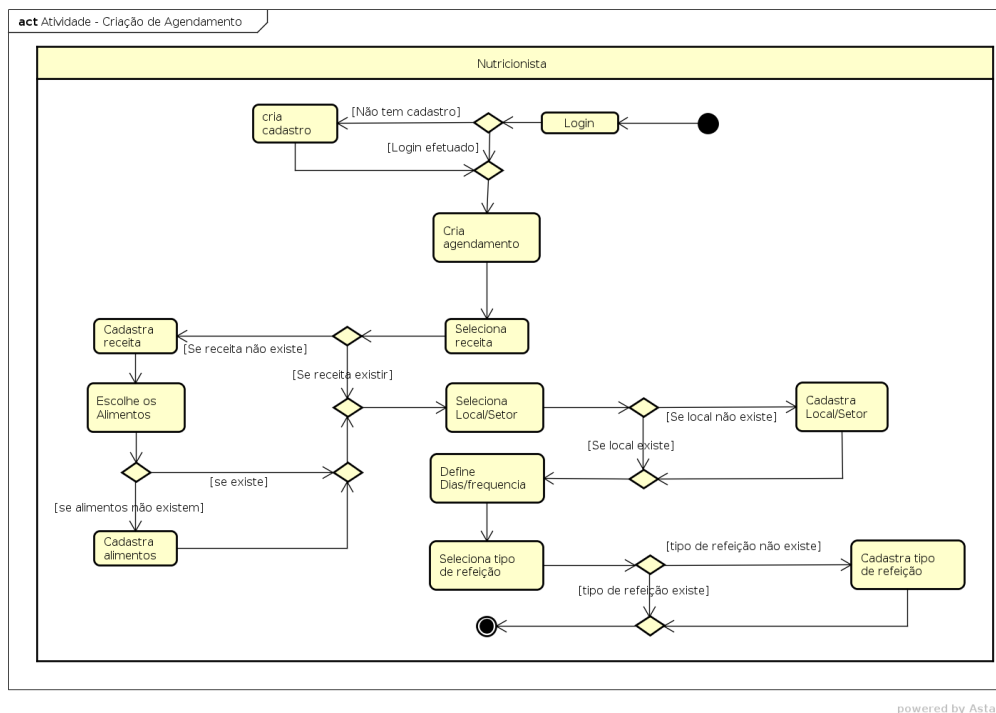 act Atividade - Criação de Agendamento
Nutricionista
cria
cadastro
[Não tem cadastro]
Login
[Login efetuado]
Cria
agendamento
Cadastra
receita
[Se receita não existe]
Seleciona
receita
[Se receita existir]
Escolhe os
Alimentos
Seleciona
Local/Setor
[Se local não existe]
Cadastra
Local/Setor
[Se local existe]
[se existe]
Define
Dias/frequencia
[se alimentos não existem]
Cadastra
alimentos
Seleciona tipo
de refeição
[tipo de refeição não existe]
Cadastra tipo
de refeição
[tipo de refeição existe]
powered by Asta